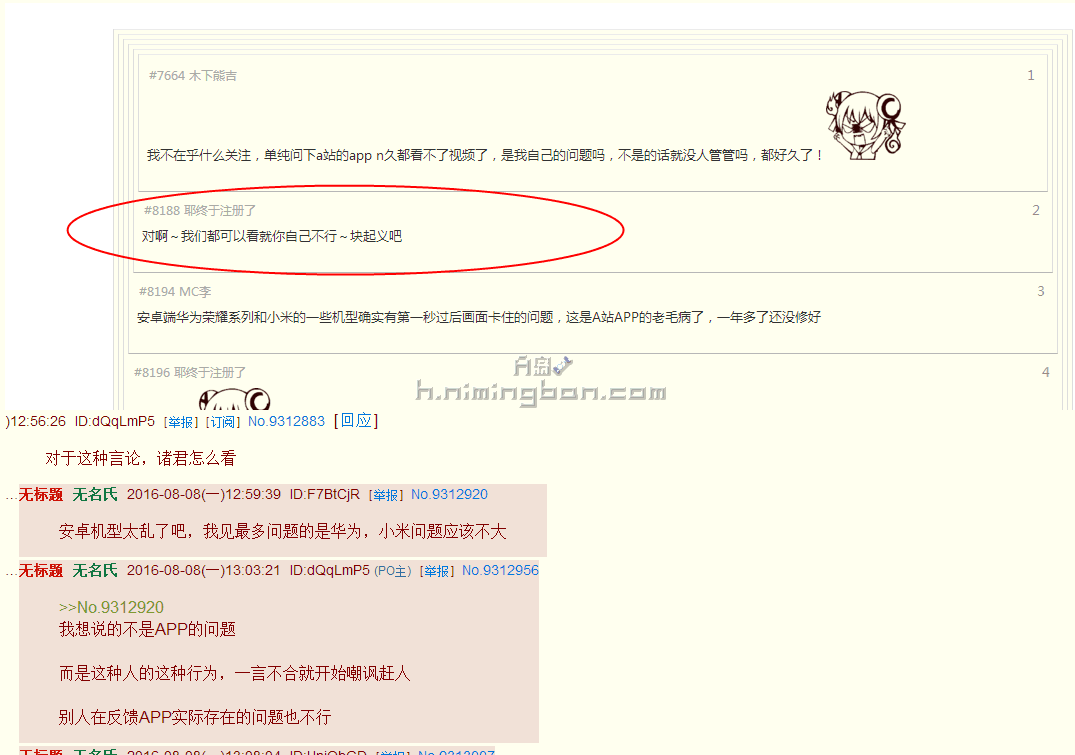 #7664 木下熊吉 1
我不在乎什么关注，单纯问下a站的app n久都看不了视频了，是我自己的问题吗，不是的话就没人管管吗，都好久了！
#8188 耶终于注册了 2
对啊～我们都可以看就你自己不行～块起义吧
#8194 MC李 3
安卓端华为荣耀系列和小米的一些机型确实有第一秒过后画面卡住的问题，这是A站APP的老毛病了，一年多了还没修好
#8196 耶终于注册了 4
h.nimingban.com
)12:56:26 ID:dQqLmP5 [举报] [订阅] No.9312883 [回应]
对于这种言论，诸君怎么看
…无标题 无名氏 2016-08-08(一)12:59:39 ID:F7BtCjR [举报] No.9312920
安卓机型太乱了吧，我见最多问题的是华为，小米问题应该不大
…无标题 无名氏 2016-08-08(一)13:03:21 ID:dQqLmP5 (PO主) [举报] No.9312956
>>No.9312920
我想说的不是APP的问题
而是这种人的这种行为，一言不合就开始嘲讽赶人
别人在反馈APP实际存在的问题也不行